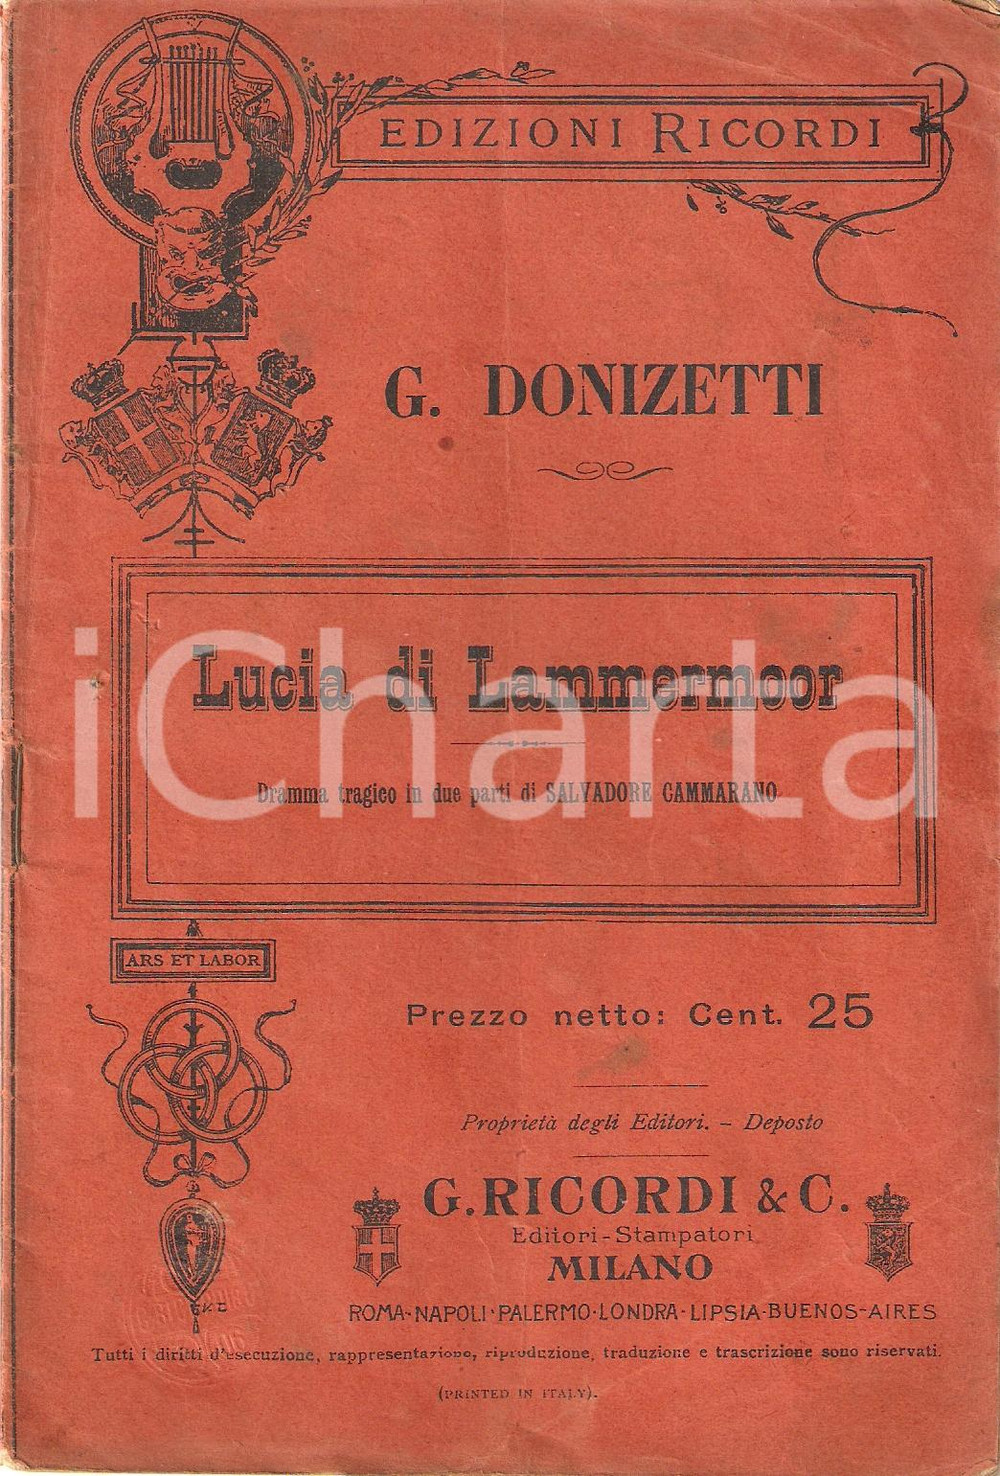 EDIZIONI RICORDI
G. DONIZETTI
Lucia di Lammermoor
Dramma tragico in due parti di SALVADORE CAMMARANO
iCharta
ARS ET LABOR
Prezzo netto: Cent. 25
Proprietà degli Editori. - Deposto
G. RICORDI & C.
Editori-Stampatori
MILANO
ROMA·NAPOLI·PALERMO·LONDRA·LIPSIA-BUENOS-AIRES
Tutti i diritti d'esecuzione, rappresentazione, riproduzione, traduzione e trascrizione sono riservati.
(PRINTED IN ITALY).